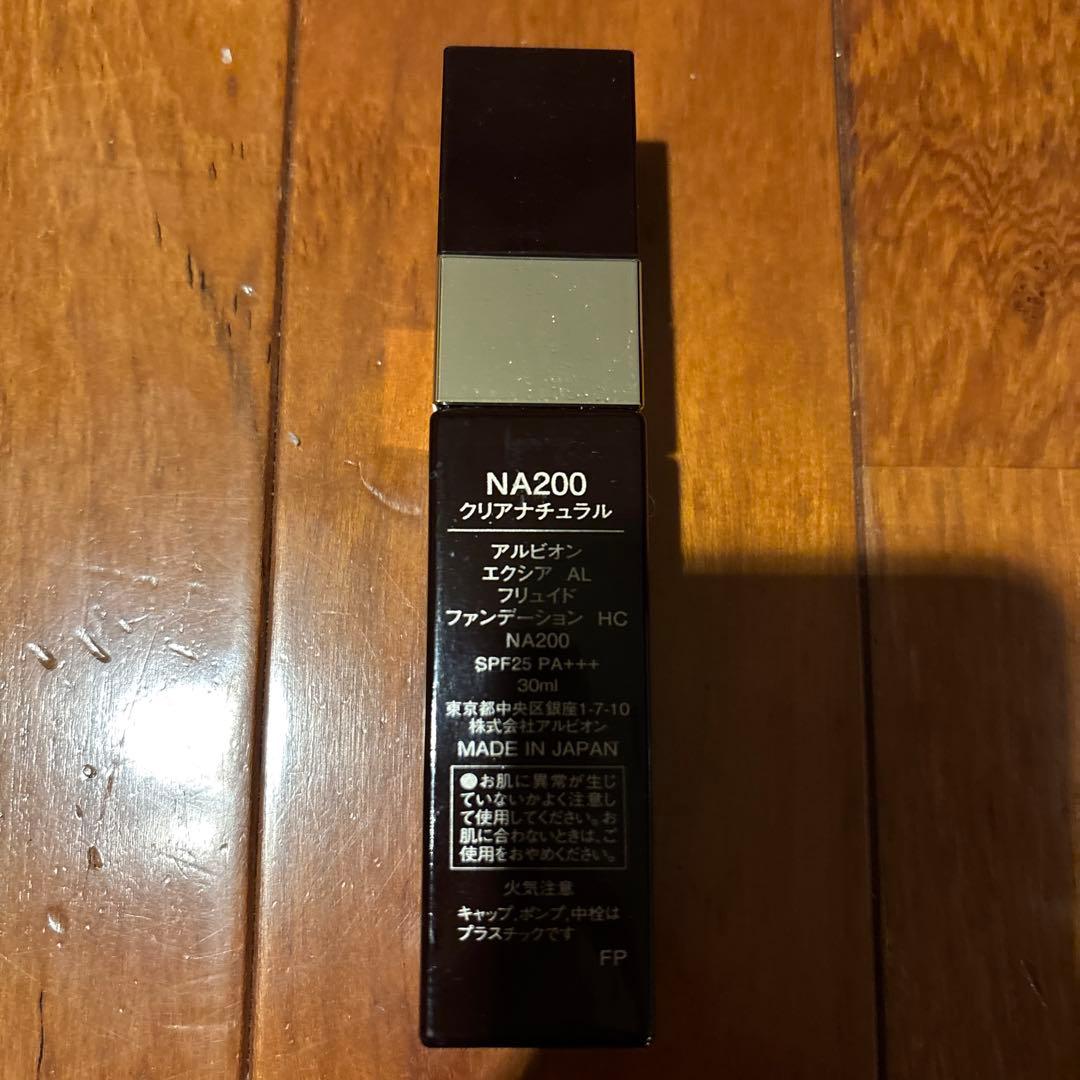 NA200
クリアナチュラル
アルビオン
エクシア AL
フリュイド
ファンデーション HC
NA200
SPF25 PA+++
30ml
東京都中央区銀座1-7-10
株式会社アルビオン
MADE IN JAPAN
●お肌に異常が生じ
ていないかよく注意し
て使用してください。お
肌に合わないときは、ご
使用をおやめください。
火気注意
キャップ、ポンプ、中栓は
プラスチックです
FP